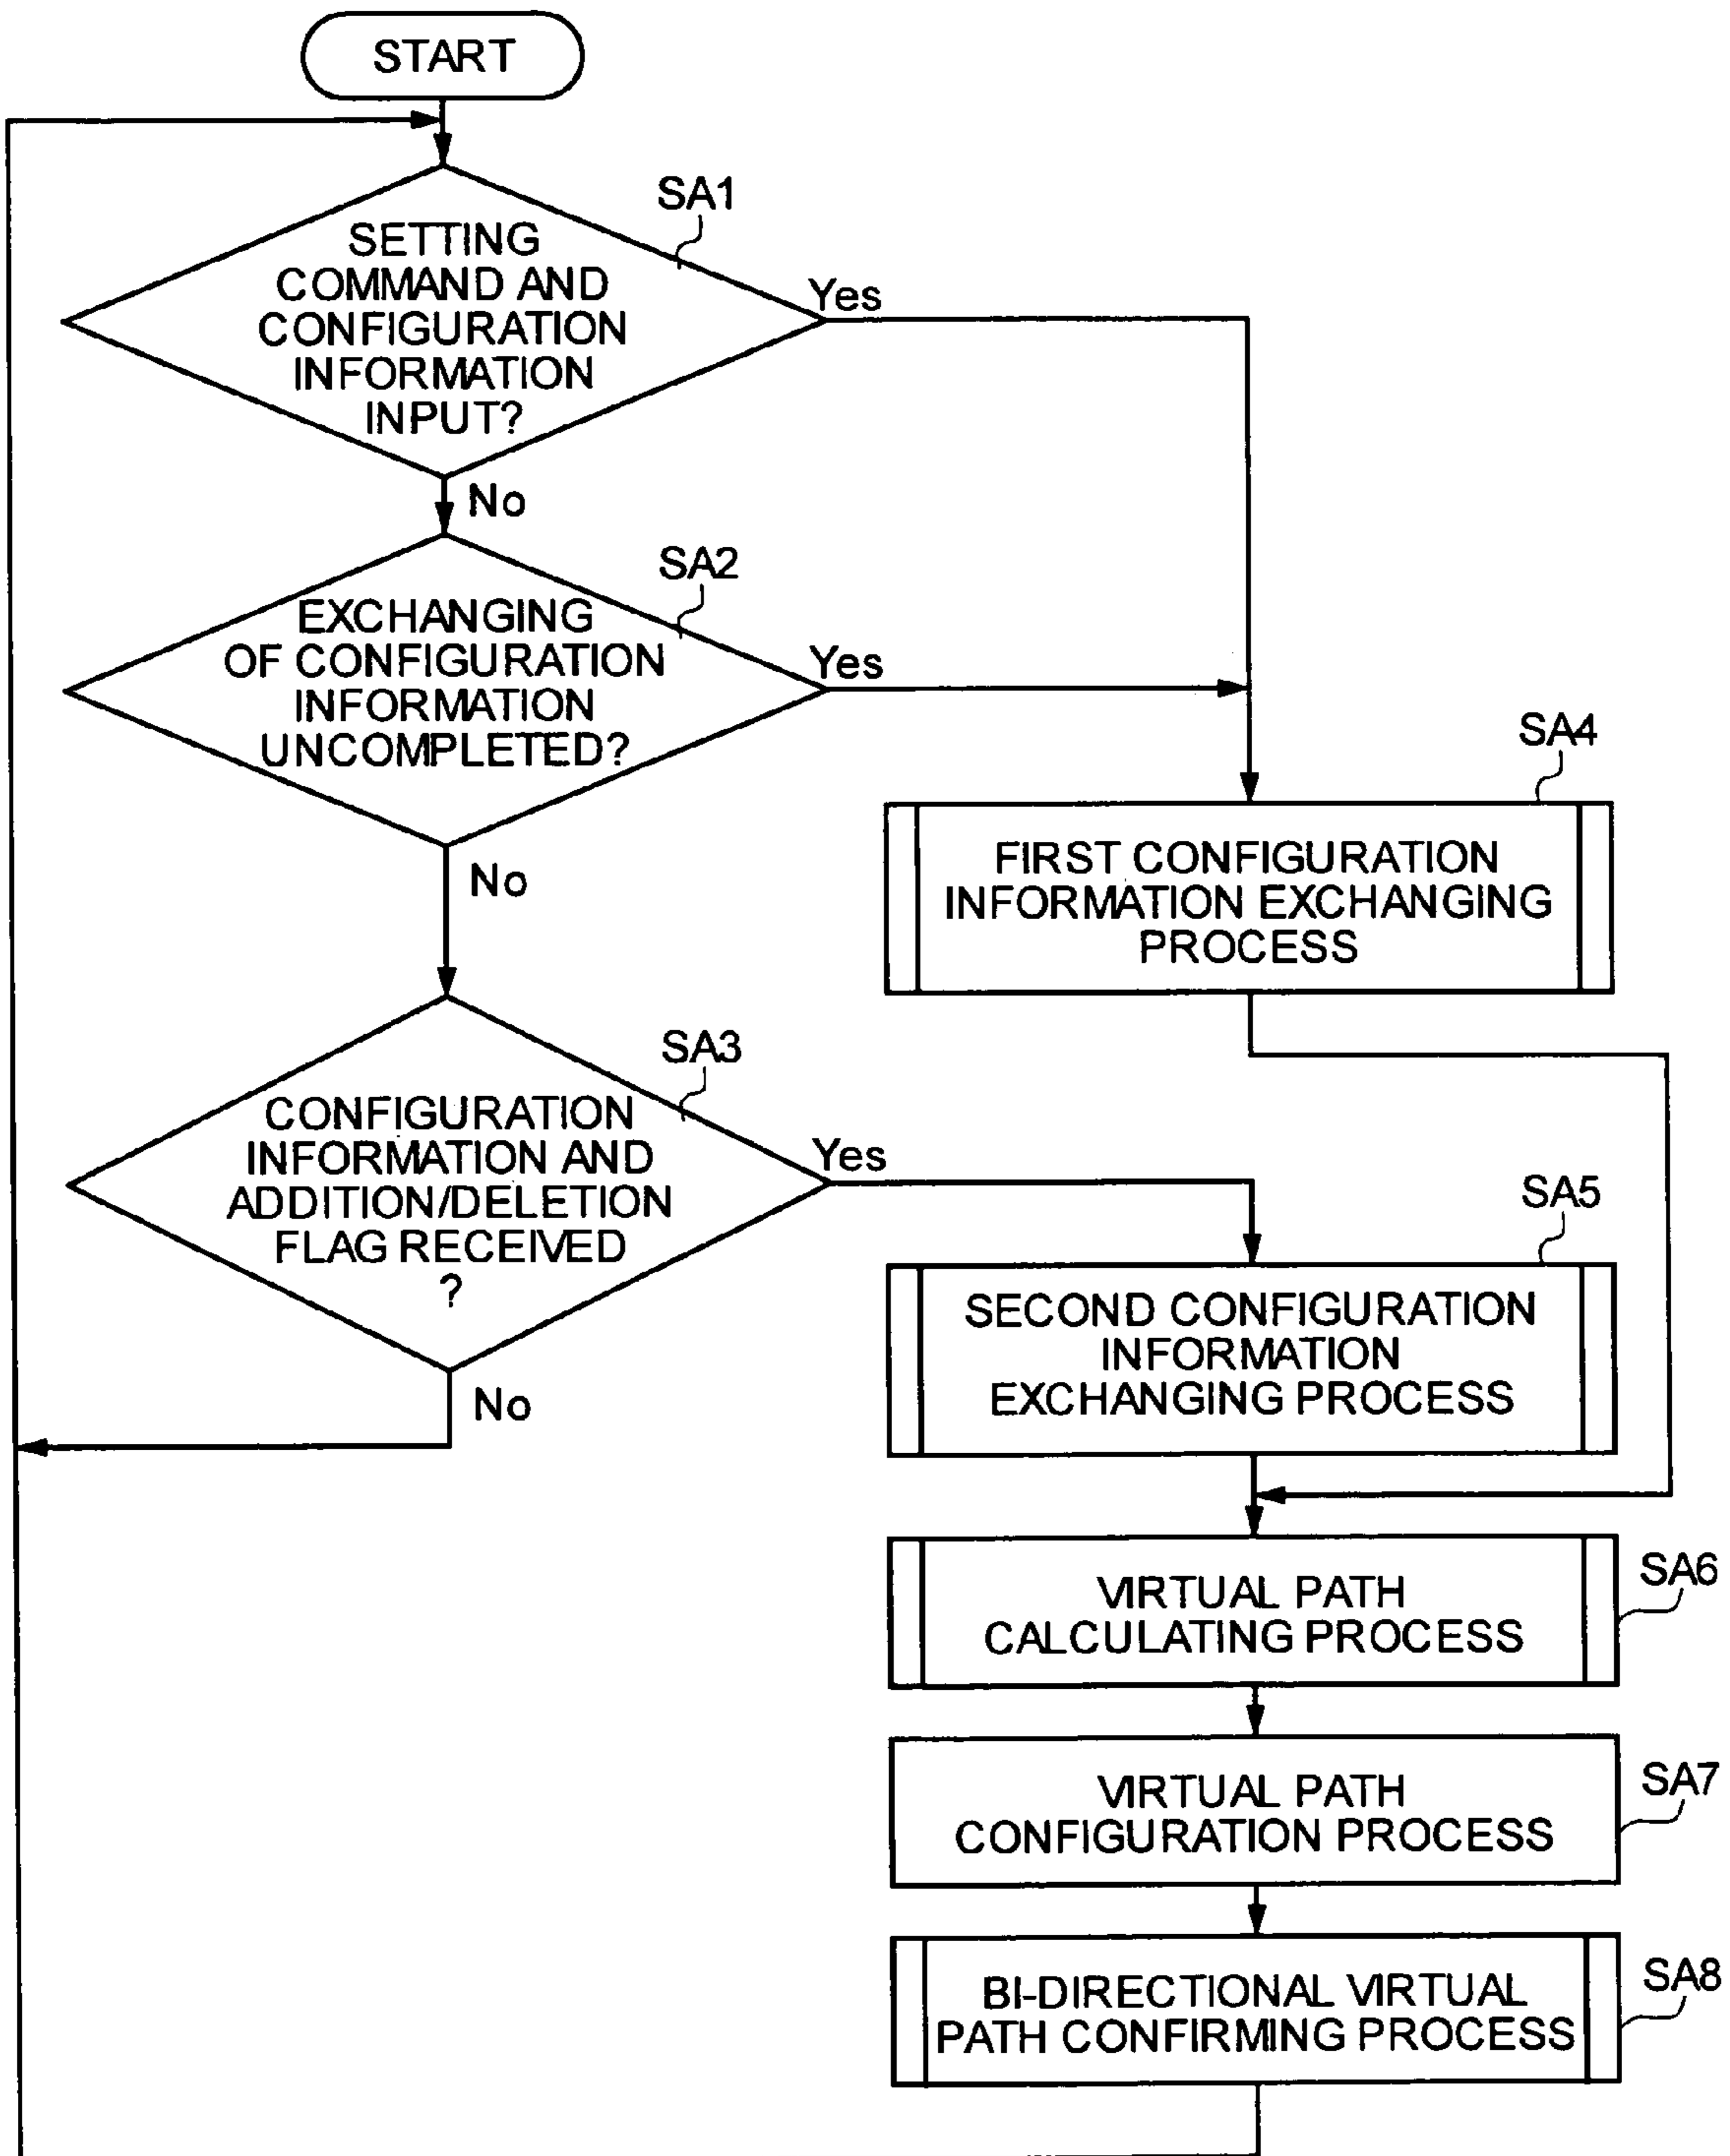 START
SA1
SETTING
COMMAND AND
CONFIGURATION
INFORMATION
INPUT?
Yes
No
SA2
EXCHANGING
OF CONFIGURATION
INFORMATION
UNCOMPLETED?
Yes
No
SA4
FIRST CONFIGURATION
INFORMATION EXCHANGING
PROCESS
SA3
CONFIGURATION
INFORMATION AND
ADDITION/DELETION
FLAG RECEIVED
?
Yes
No
SA5
SECOND CONFIGURATION
INFORMATION
EXCHANGING PROCESS
SA6
VIRTUAL PATH
CALCULATING PROCESS
SA7
VIRTUAL PATH
CONFIGURATION PROCESS
SA8
BI-DIRECTIONAL VIRTUAL
PATH CONFIRMING PROCESS